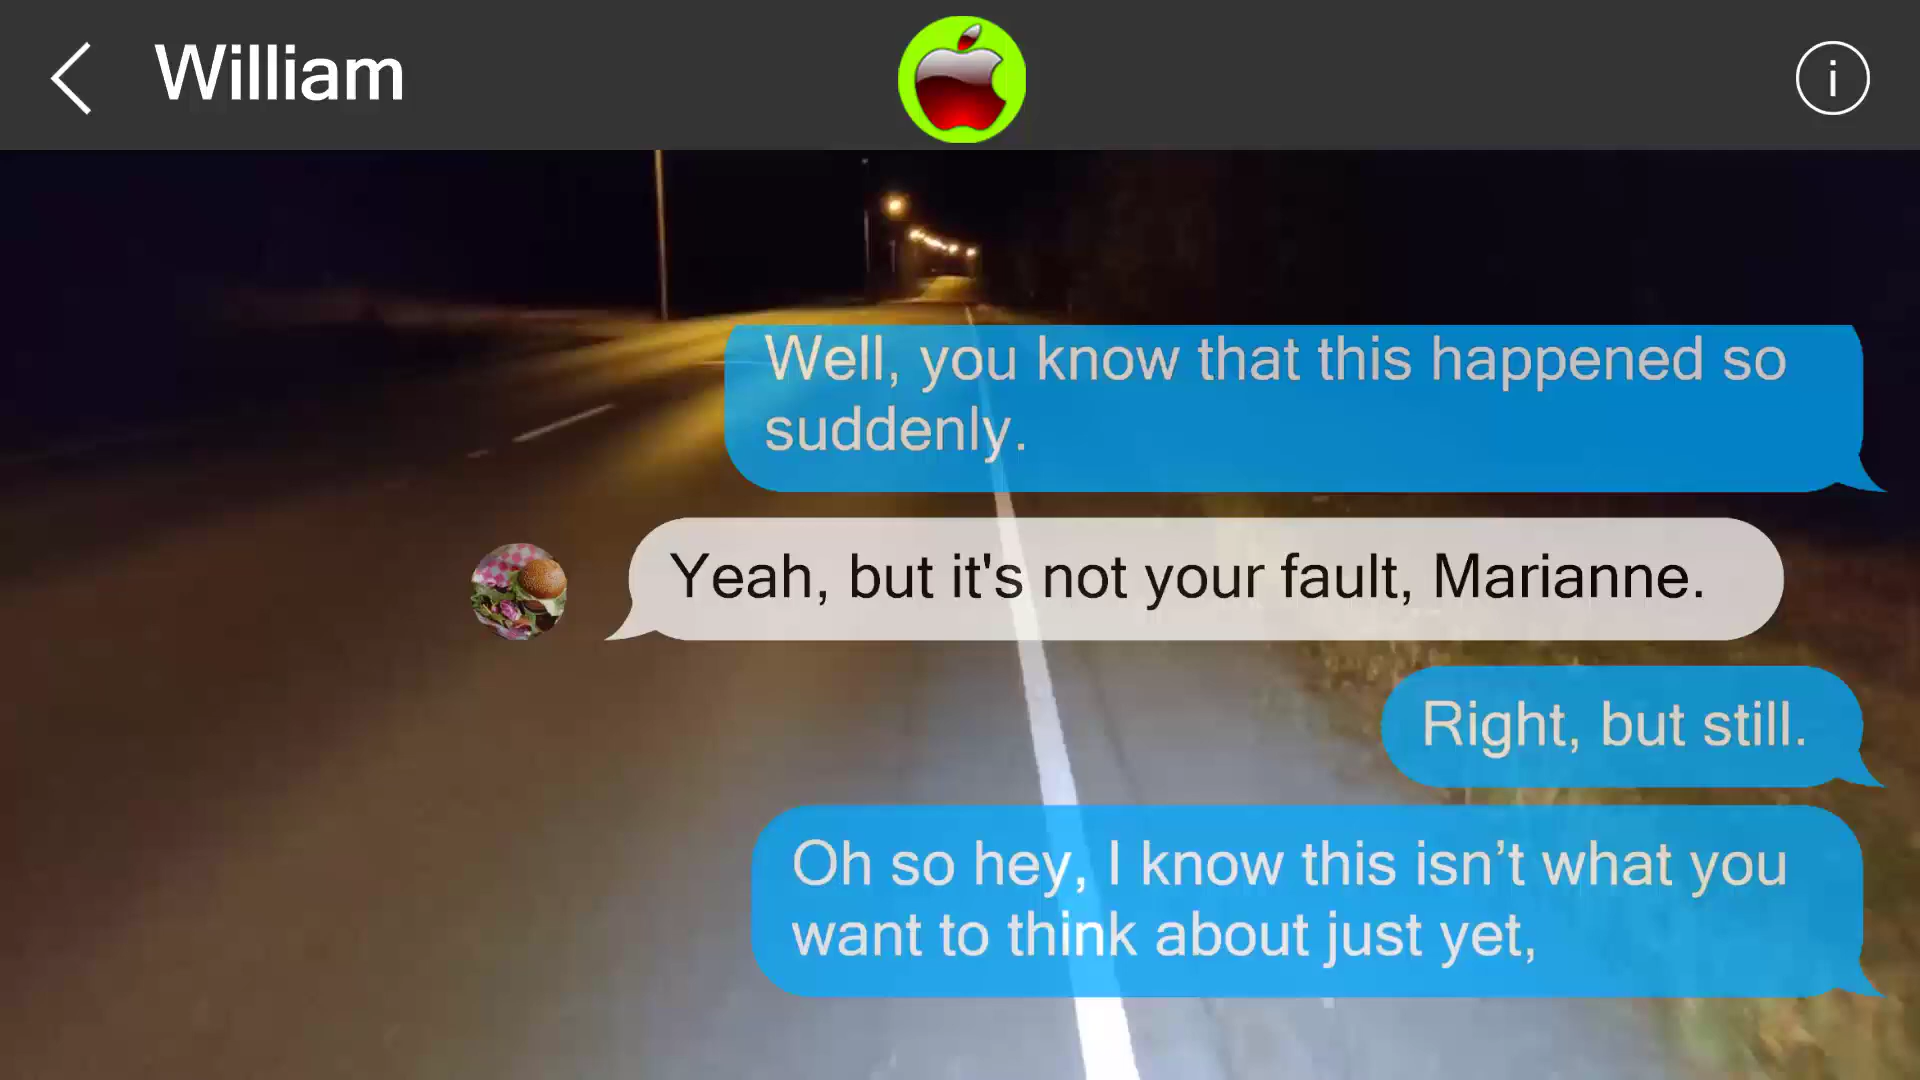 William
i
Well, you know that this happened so
suddenly.
Yeah, but it's not your fault, Marianne.
Right, but still.
Oh so hey, I know this isn’t what you
want to think about just yet,